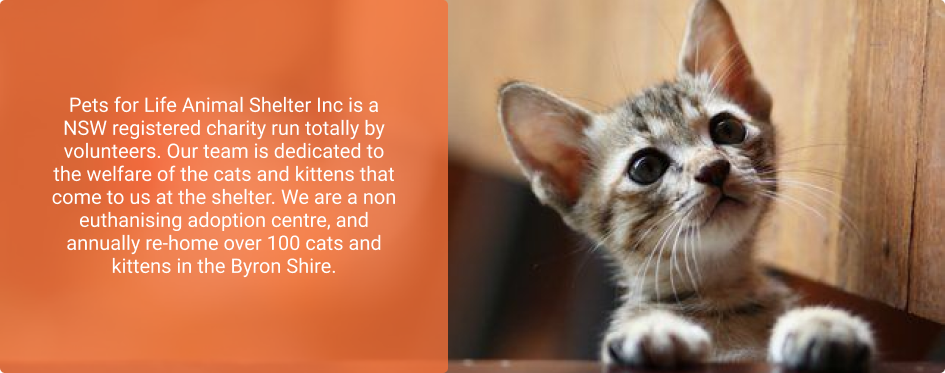 Pets for Life Animal Shelter Inc is a
NSW registered charity run totally by
volunteers. Our team is dedicated to
the welfare of the cats and kittens that
come to us at the shelter. We are a non
euthanising adoption centre, and
annually re-home over 100 cats and
kittens in the Byron Shire.